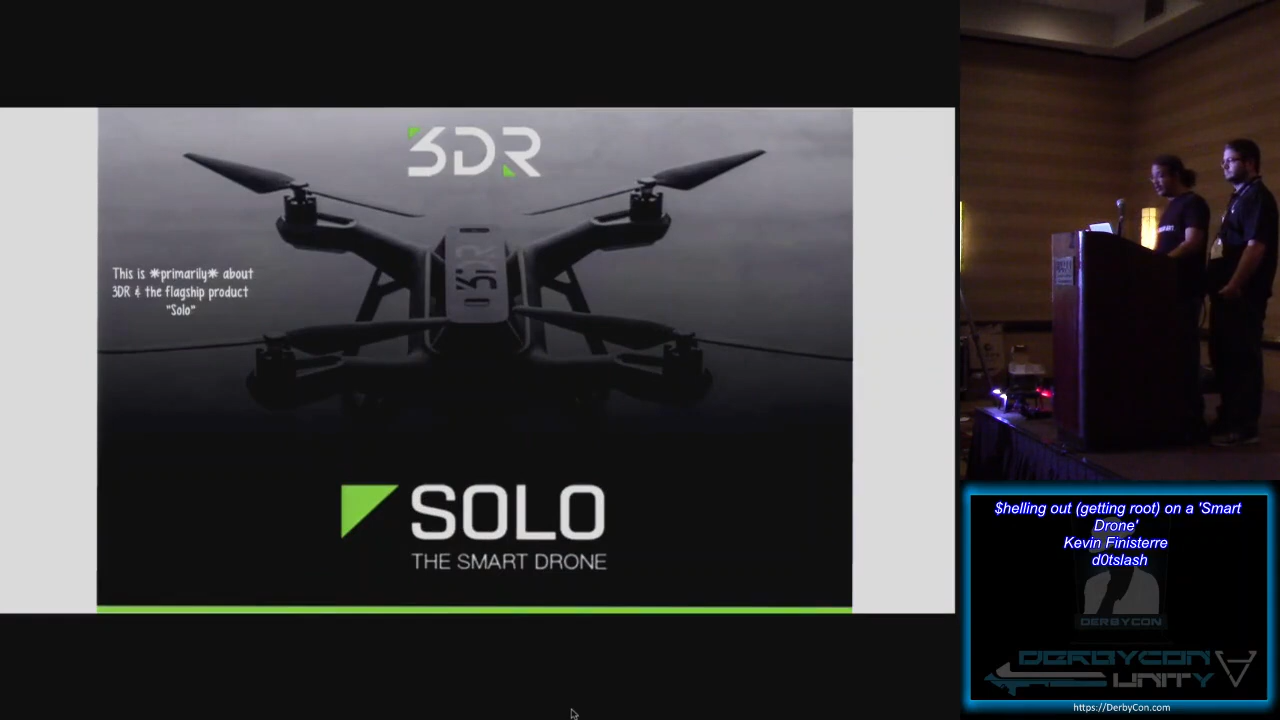 3DR
This is *primarily* about
3DR & the flagship product
"Solo"
3DR
SOLO
THE SMART DRONE
$helling out (getting root) on a 'Smart
Drone'
Kevin Finisterre
d0tslash
DERBYCON
DERBYCON
UNITY
https://DerbyCon.com